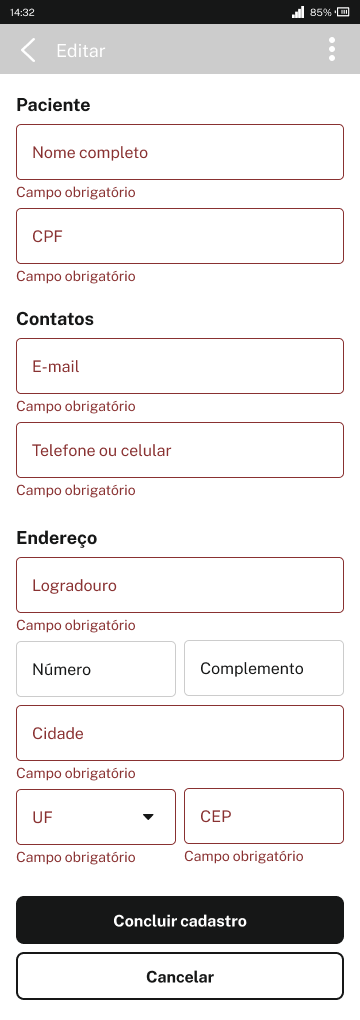 14:32
85%
Editar
Paciente
Nome completo
Campo obrigatório
CPF
Campo obrigatório
Contatos
E-mail
Campo obrigatório
Telefone ou celular
Campo obrigatório
Endereço
Logradouro
Campo obrigatório
Número
Complemento
Cidade
Campo obrigatório
UF
CEP
Campo obrigatório
Campo obrigatório
Concluir cadastro
Cancelar